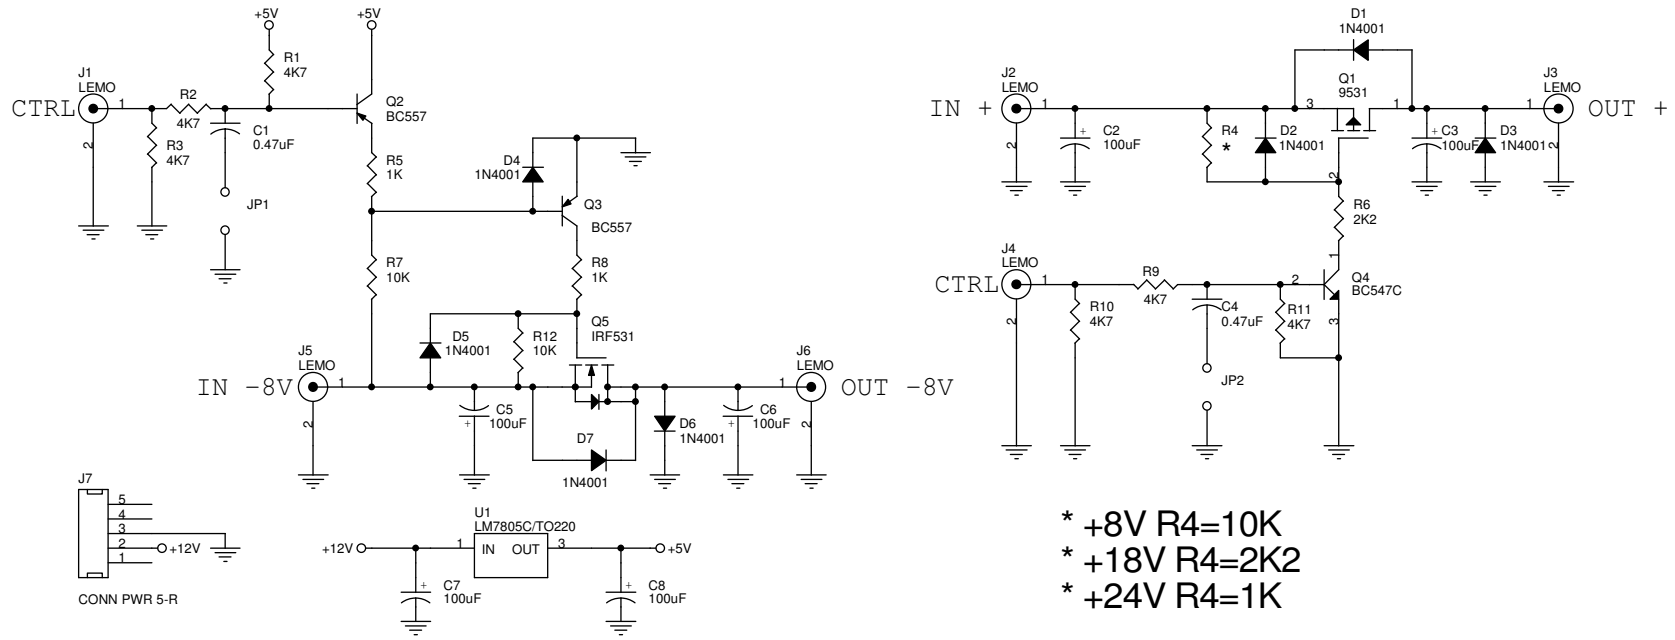 +5V
+5V
R1
4K7
J1
LEMO
CTRL
1
2
R2
4K7
R3
4K7
C1
0.47uF
JP1
Q2
BC557
R5
1K
D4
1N4001
Q3
BC557
R7
10K
R8
1K
D5
1N4001
R12
10K
Q5
IRF531
J5
LEMO
IN -8V
1
2
C5
100uF
+
D7
1N4001
D6
1N4001
C6
100uF
+
J6
LEMO
1
2
OUT -8V
J7
5
4
3
2
1
+12V
CONN PWR 5-R
U1
LM7805C/TO220
+12V
1
IN
OUT
3
+5V
C7
100uF
+
C8
100uF
+
D1
1N4001
Q1
9531
J2
LEMO
IN +
1
2
C2
100uF
+
R4
*
D2
1N4001
3
1
2
C3
100uF
+
D3
1N4001
J3
LEMO
1
2
OUT +
R6
2K2
J4
LEMO
CTRL
1
2
R10
4K7
R9
4K7
C4
0.47uF
JP2
R11
4K7
1
2
3
Q4
BC547C
* +8V R4=10K
* +18V R4=2K2
* +24V R4=1K